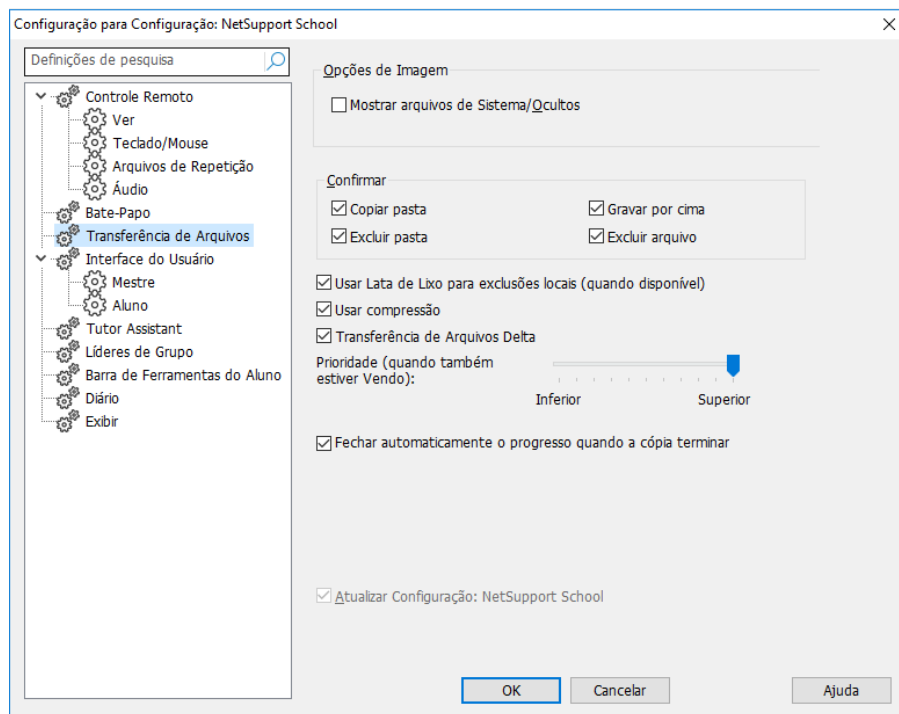 Configuração para Configuração: NetSupport School
Definições de pesquisa
Controle Remoto
Ver
Teclado/Mouse
Arquivos de Repetição
Áudio
Bate-Papo
Transferência de Arquivos
Interface do Usuário
Mestre
Aluno
Tutor Assistant
Líderes de Grupo
Barra de Ferramentas do Aluno
Diário
Exibir
Opções de Imagem
Mostrar arquivos de Sistema/Ocultos
Confirmar
Copiar pasta
Gravar por cima
Excluir pasta
Excluir arquivo
Usar Lata de Lixo para exclusões locais (quando disponível)
Usar compressão
Transferência de Arquivos Delta
Prioridade (quando também
estiver Vendo):
Inferior
Superior
Fechar automaticamente o progresso quando a cópia terminar
Atualizar Configuração: NetSupport School
OK
Cancelar
Ajuda